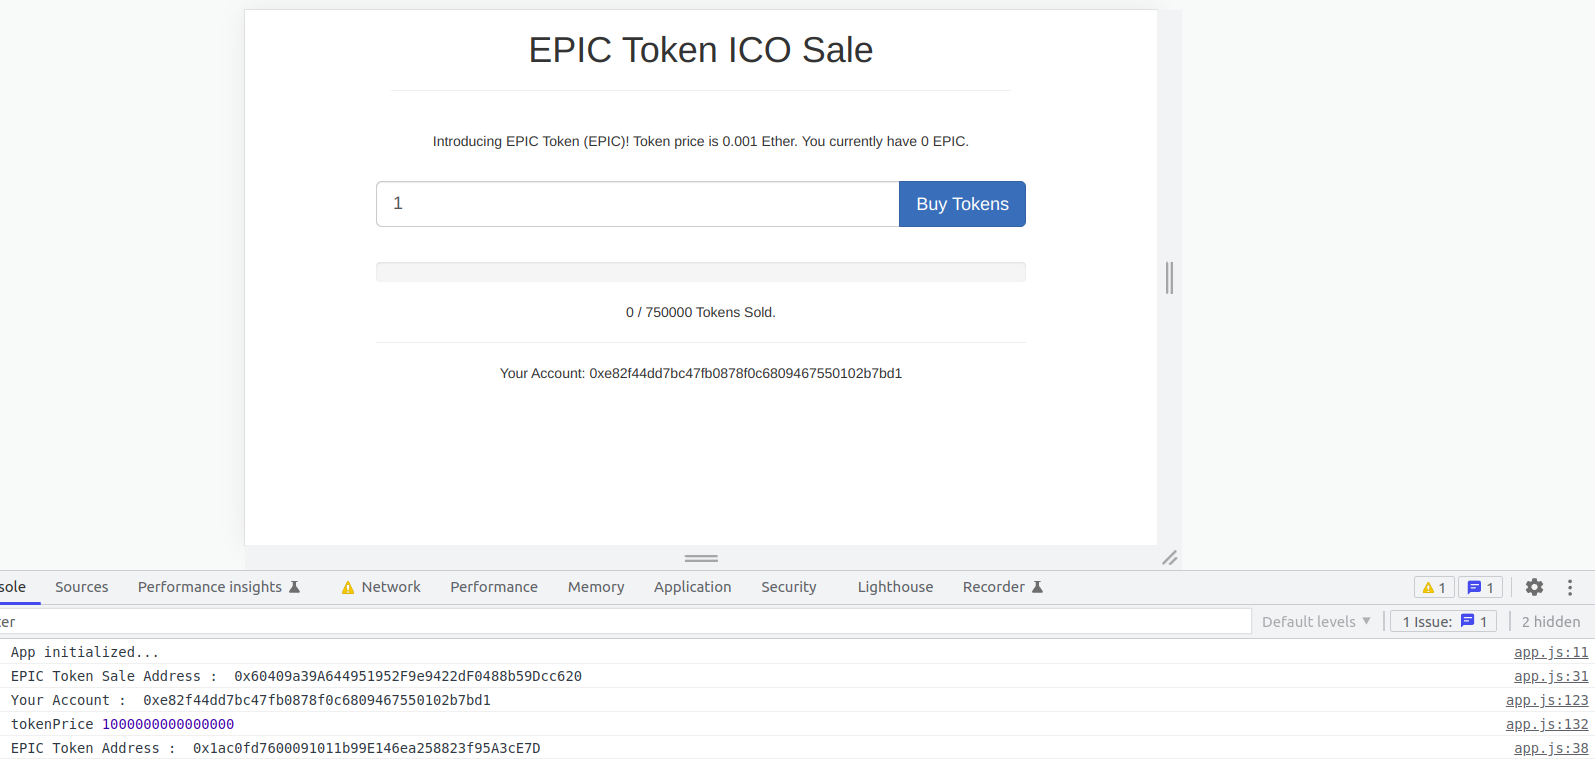 EPIC Token ICO Sale
Introducing EPIC Token (EPIC)! Token price is 0.001 Ether. You currently have 0 EPIC.
1 Buy Tokens
0 / 750000 Tokens Sold.
Your Account: 0xe82f44dd7bc47fb0878f0c6809467550102b7bd1
sole Sources Performance insights Network Performance Memory Application Security Lighthouse Recorder 1 1
ter Default levels ▼ 1 Issue: 1 2 hidden
App initialized... app.js:11
EPIC Token Sale Address :  0x60409a39A644951952F9e9422dF0488b59Dcc620 app.js:31
Your Account :  0xe82f44dd7bc47fb0878f0c6809467550102b7bd1 app.js:123
tokenPrice 1000000000000000 app.js:132
EPIC Token Address :  0x1ac0fd7600091011b99E146ea258823f95A3cE7D app.js:38